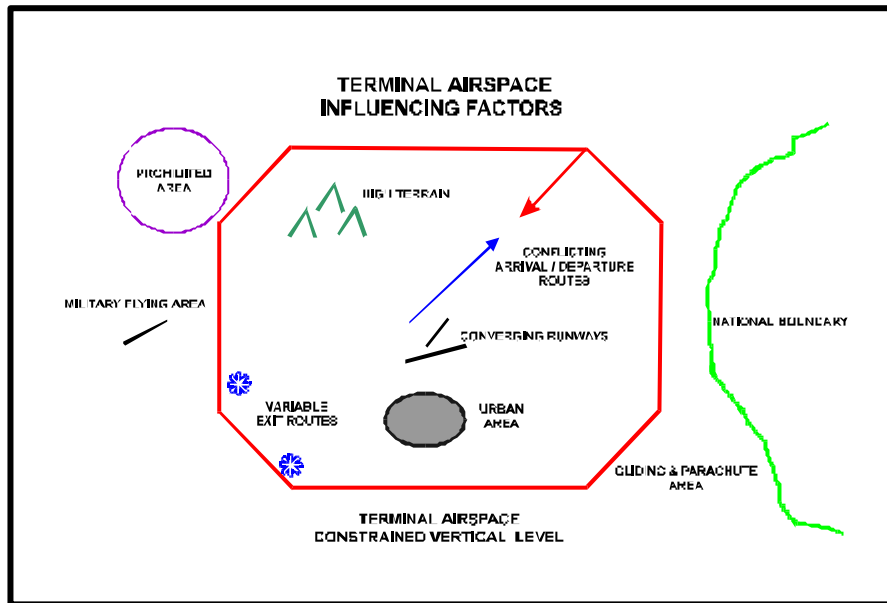 TERMINAL AIRSPACE
INFLUENCING FACTORS
PROHIBITED
AREA
HIGH TERRAIN
CONFLICTING
ARRIVAL / DEPARTURE
ROUTES
MILITARY FLYING AREA
CONVERGING RUNWAYS
NATIONAL BOUNDARY
VARIABLE
EXIT ROUTES
URBAN
AREA
GLIDING & PARACHUTE
AREA
TERMINAL AIRSPACE
CONSTRAINED VERTICAL LEVEL